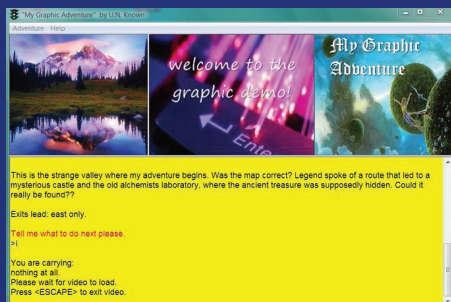 "My Graphic Adventure" by U.N. Known
Adventure Help
welcome to the
graphic demo!
Enter
My Graphic
Adventure
This is the strange valley where my adventure begins. Was the map correct? Legend spoke of a route that led to a
mysterious castle and the old alchemists laboratory, where the ancient treasure was supposedly hidden. Could it
really be found??
Exits lead: east only.
Tell me what to do next please.
>i
You are carrying:
nothing at all.
Please wait for video to load.
Press <ESCAPE> to exit video.